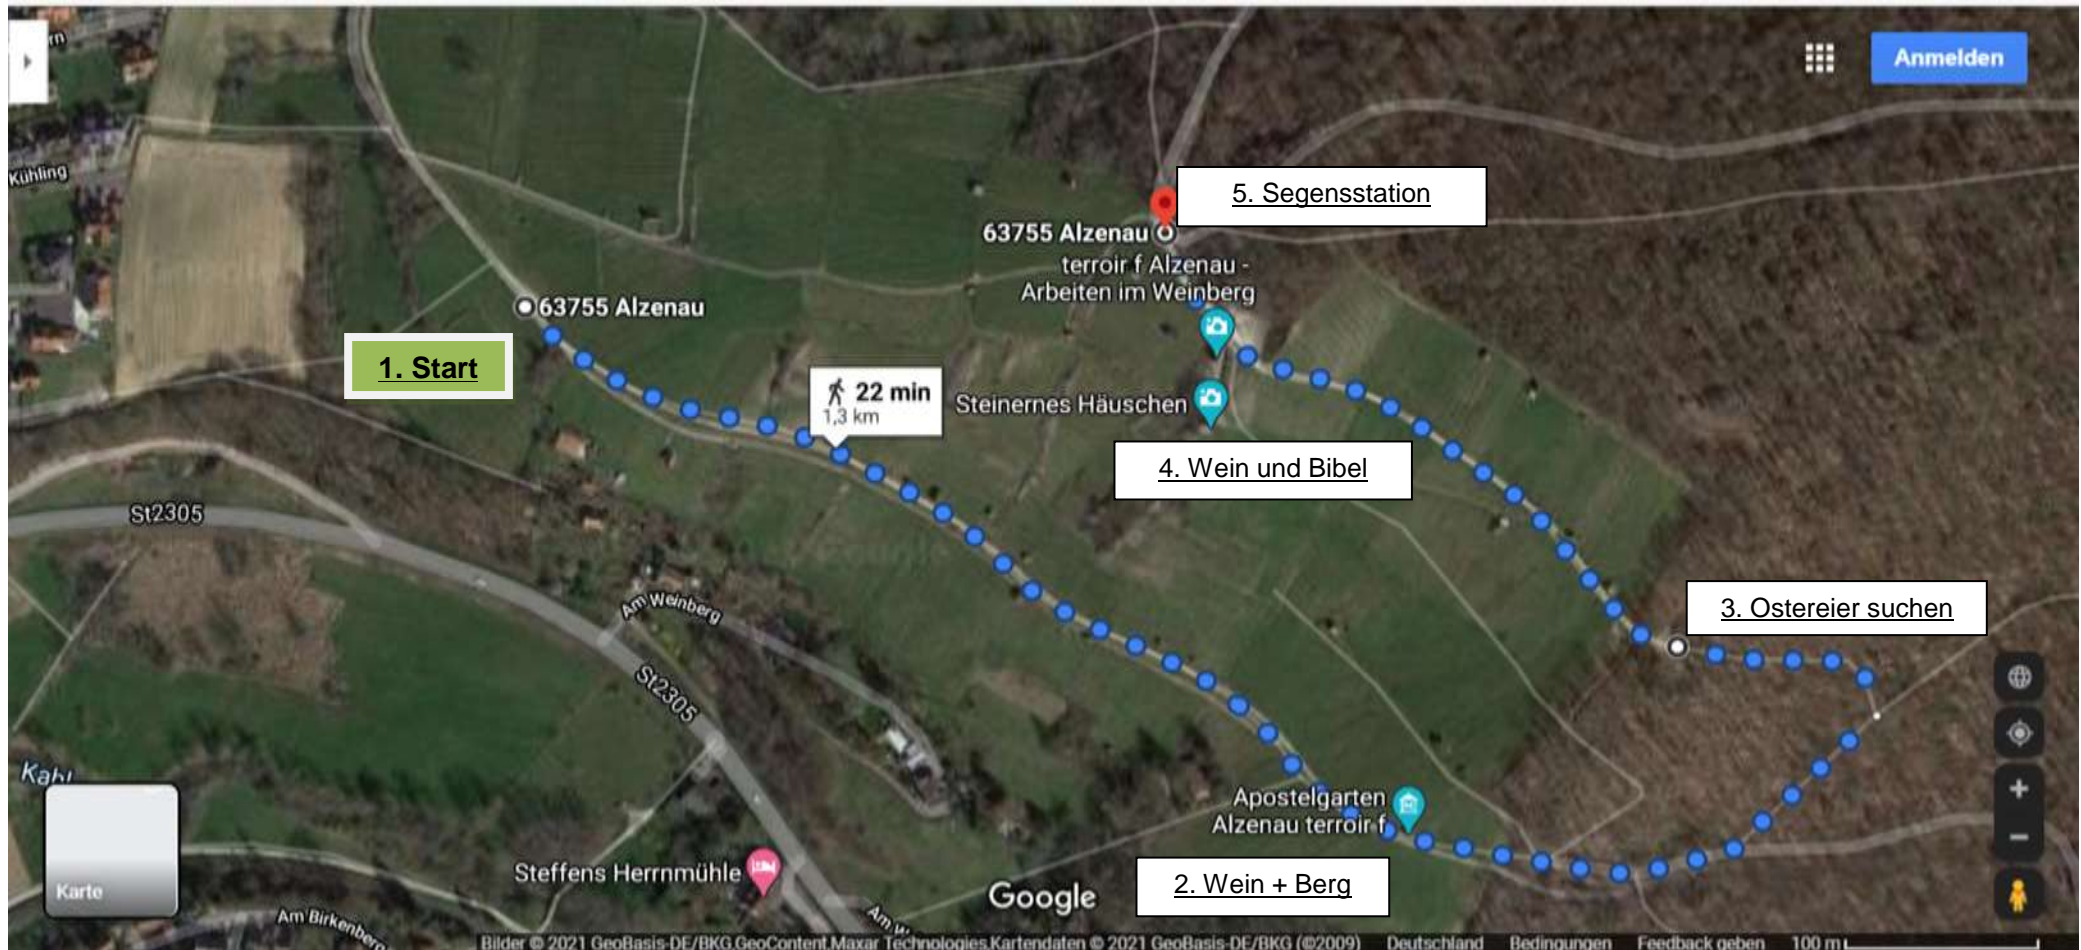 rn
Anmelden
Kühling
5. Segensstation
63755 Alzenau
terroir f Alzenau -
Arbeiten im Weinberg
63755 Alzenau
1. Start
22 min
1,3 km
Steinernes Häuschen
4. Wein und Bibel
St2305
Am Weinberg
3. Ostereier suchen
St2305
Kahl
Apostelgarten
Alzenau terroir f
Steffens Herrnmühle
2. Wein + Berg
Google
Karte
Am Birkenberg
Am W
Bilder © 2021 GeoBasis-DE/BKG,GeoContent,Maxar Technologies,Kartendaten © 2021 GeoBasis-DE/BKG (©2009) Deutschland Bedingungen Feedback geben 100 m